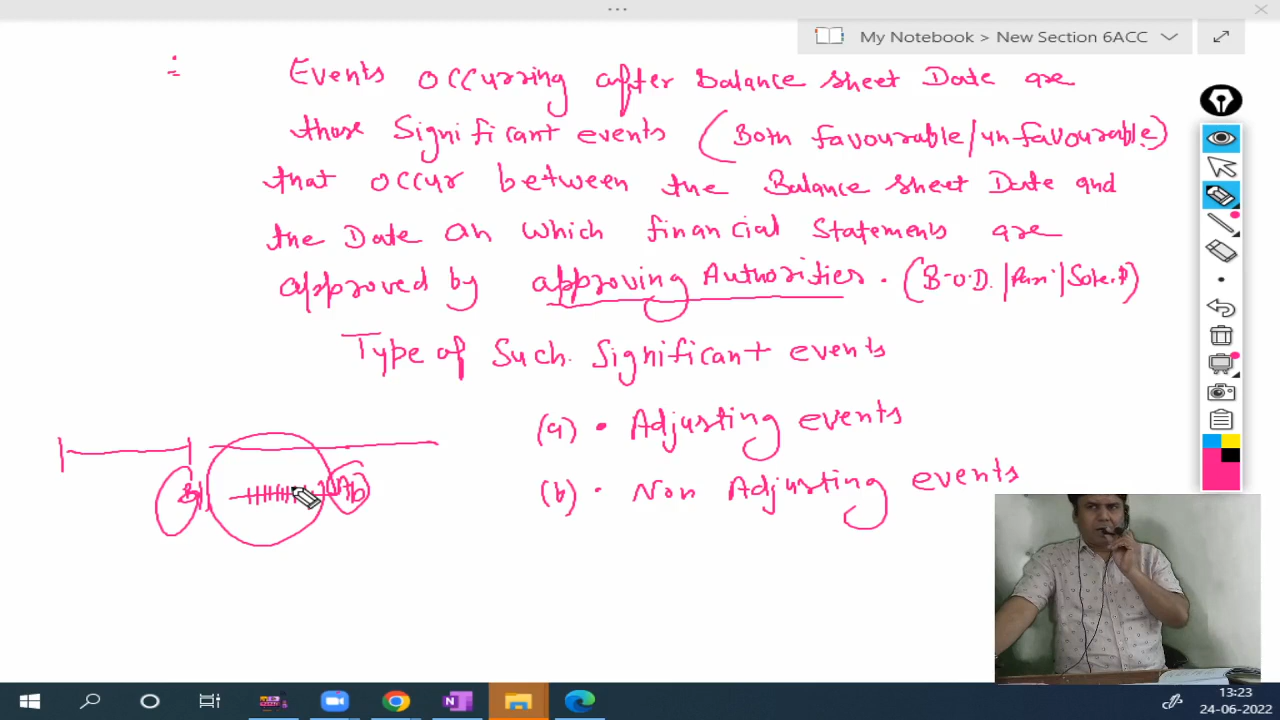 ...
My Notebook > New Section 6ACC
Events Occurring after Balance sheet Date are
those Significant events (Both favourable/unfavourable)
that occur between the Balance sheet Date and
the Date on which financial Statements are
approved by approving Authorities. (B.O.D.| |Sole.P)
Type of Such Significant events
(a) • Adjusting events
(b) • Non Adjusting events
13:23
24-06-2022